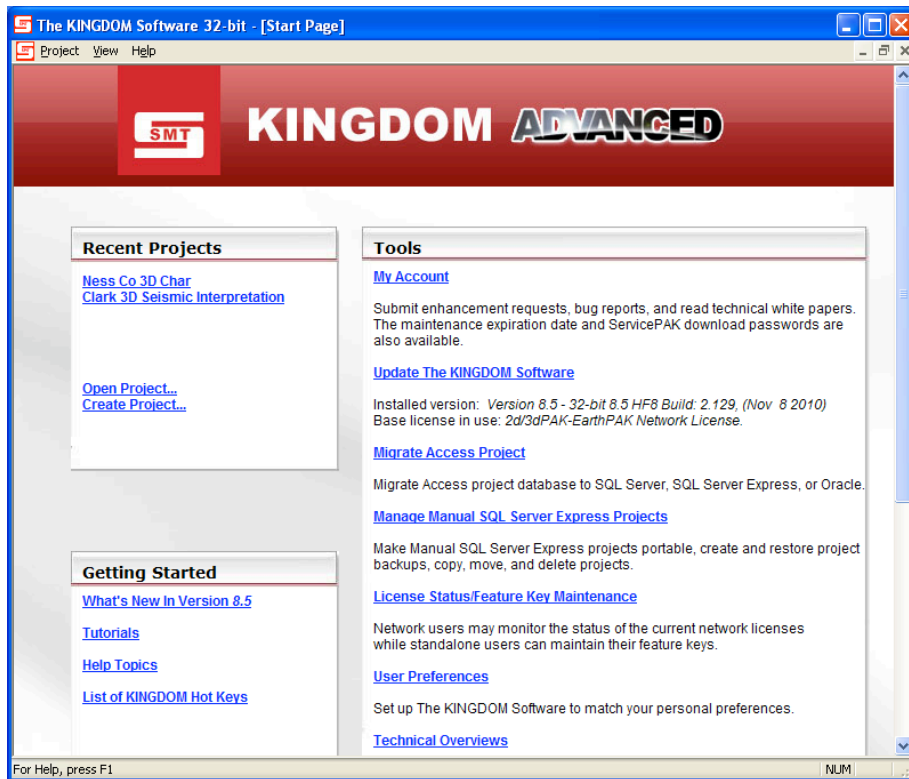 The KINGDOM Software 32-bit - [Start Page]
Project View Help
SMT
KINGDOM ADVANCED
Recent Projects
Ness Co 3D Char
Clark 3D Seismic Interpretation
Open Project...
Create Project...
Getting Started
What's New In Version 8.5
Tutorials
Help Topics
List of KINGDOM Hot Keys
Tools
My Account
Submit enhancement requests, bug reports, and read technical white papers.
The maintenance expiration date and ServicePAK download passwords are
also available.
Update The KINGDOM Software
Installed version: Version 8.5 - 32-bit 8.5 HF8 Build: 2.129, (Nov 8 2010)
Base license in use: 2d/3dPAK-EarthPAK Network License.
Migrate Access Project
Migrate Access project database to SQL Server, SQL Server Express, or Oracle.
Manage Manual SQL Server Express Projects
Make Manual SQL Server Express projects portable, create and restore project
backups, copy, move, and delete projects.
License Status/Feature Key Maintenance
Network users may monitor the status of the current network licenses
while standalone users can maintain their feature keys.
User Preferences
Set up The KINGDOM Software to match your personal preferences.
Technical Overviews
For Help, press F1
NUM